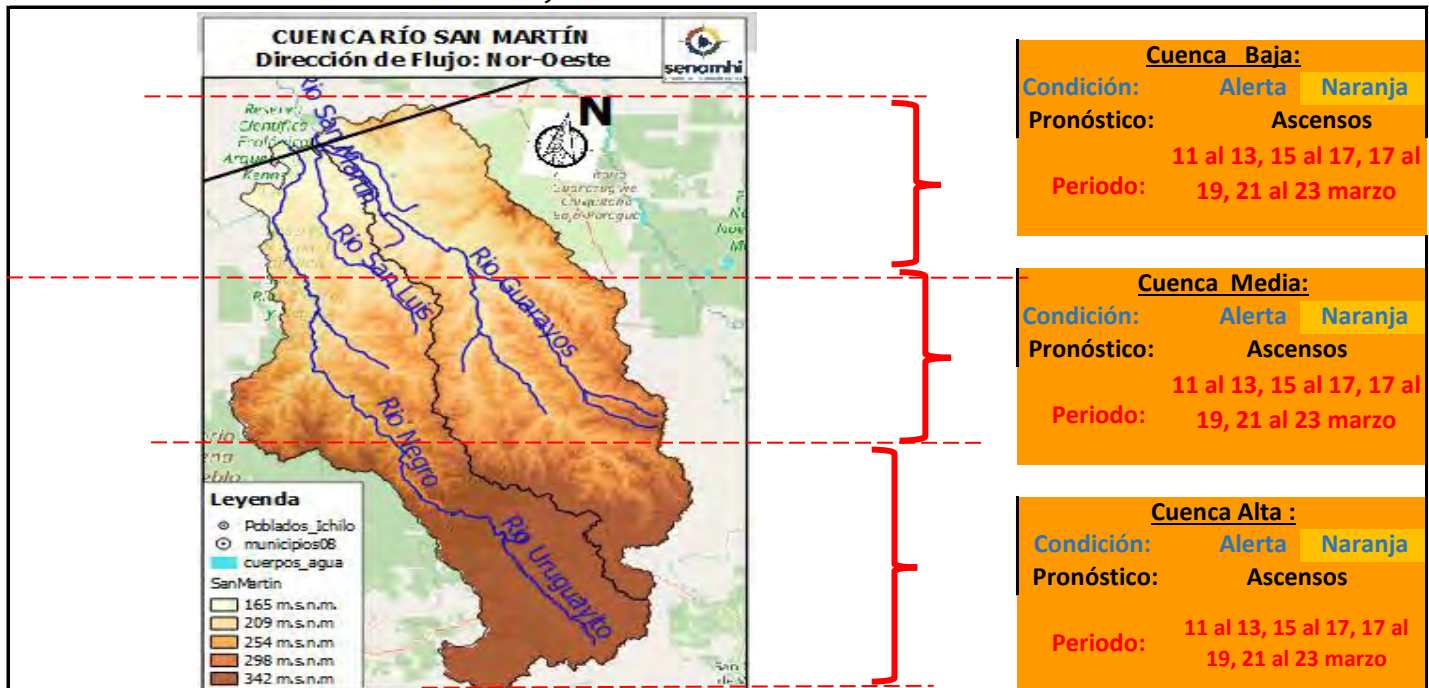 CUENCA RÍO SAN MARTÍN
Dirección de Flujo: Nor-Oeste
senamhi
N
Reserva
Científica
Ecológica
Arque
Kenn
Río San Martín
Río San Luis
Río Guarayos
Río Negro
Río Uruguayito
Leyenda
Poblados_Ichilo
municipios08
cuerpos_agua
SanMartin
165 m.s.n.m.
209 m.s.n.m
254 m.s.n.m
298 m.s.n.m
342 m.s.n.m
Cuenca Baja:
Condición: Alerta Naranja
Pronóstico: Ascensos
11 al 13, 15 al 17, 17 al
Periodo:
19, 21 al 23 marzo
Cuenca Media:
Condición: Alerta Naranja
Pronóstico: Ascensos
11 al 13, 15 al 17, 17 al
Periodo:
19, 21 al 23 marzo
Cuenca Alta :
Condición: Alerta Naranja
Pronóstico: Ascensos
11 al 13, 15 al 17, 17 al
Periodo:
19, 21 al 23 marzo